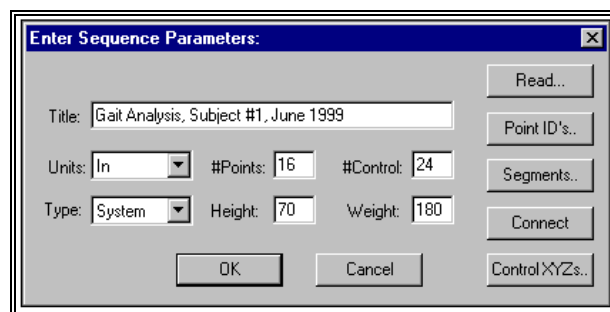 Enter Sequence Parameters:
Read...
Title: Gait Analysis, Subject #1, June 1999
Point ID's..
Units: In #Points: 16 #Control: 24
Segments..
Type: System Height: 70 Weight: 180
Connect
OK Cancel Control XYZs..